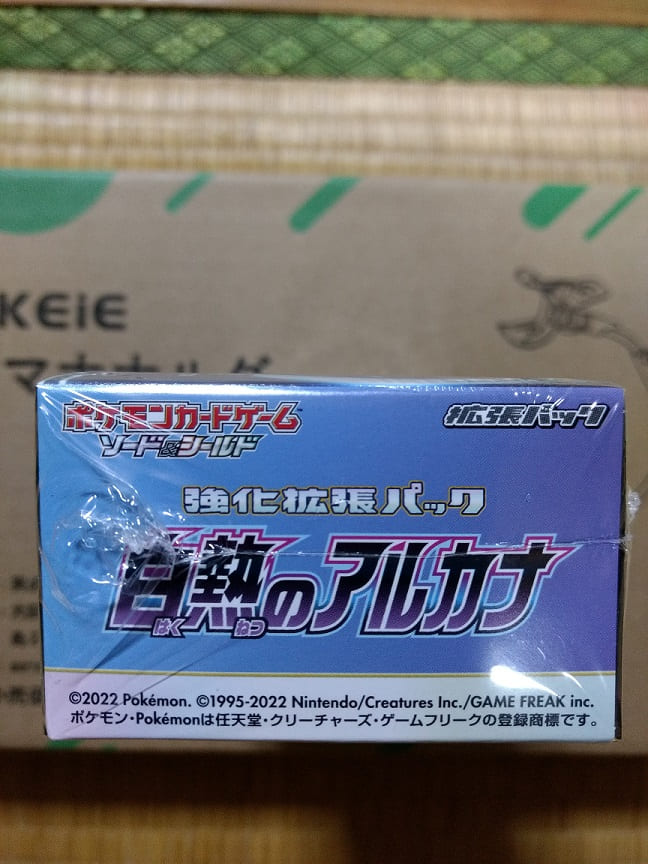 KEiE
ポケモンカードゲーム
ソード&シールド
拡張パック
強化拡張パック
白熱のアルカナ
はくねつ
©2022 Pokémon. ©1995-2022 Nintendo/Creatures Inc./GAME FREAK inc.
ポケモン・Pokémonは任天堂・クリーチャーズ・ゲームフリークの登録商標です。